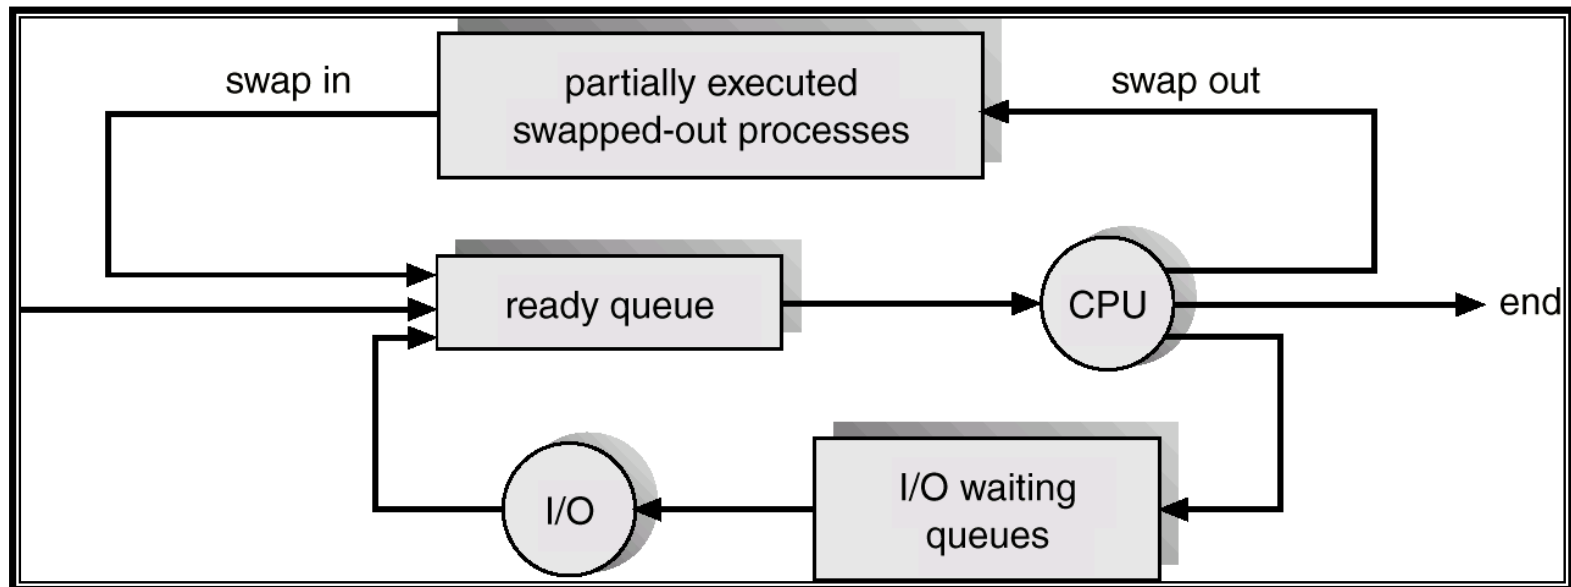 swap in
partially executed
swapped-out processes
swap out
ready queue
CPU
end
I/O
I/O waiting
queues